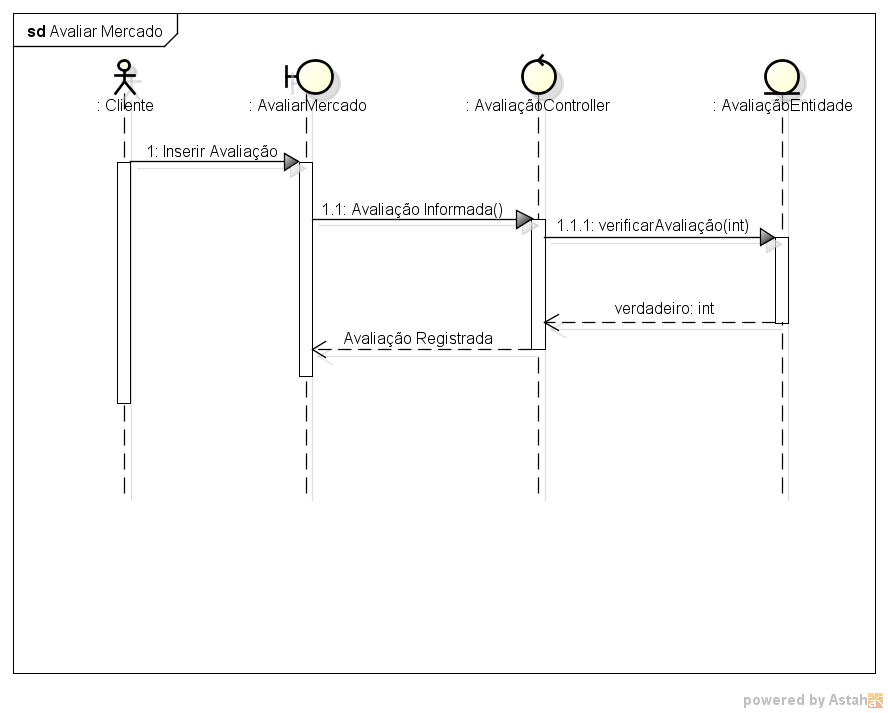 sd Avaliar Mercado
: Cliente
: AvaliarMercado
: AvaliaçãoController
: AvaliaçãoEntidade
1: Inserir Avaliação
1.1: Avaliação Informada()
1.1.1: verificarAvaliação(int)
verdadeiro: int
Avaliação Registrada
powered by Astah